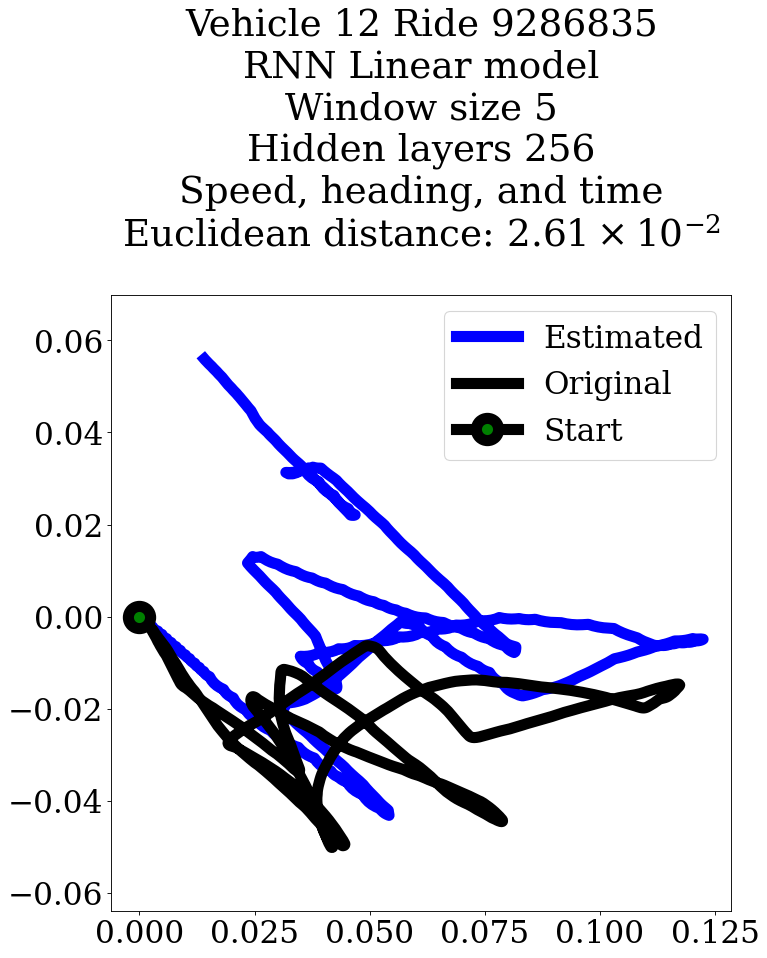 Vehicle 12 Ride 9286835
RNN Linear model
Window size 5
Hidden layers 256
Speed, heading, and time
Euclidean distance: 2.61 × 10⁻²
Estimated
Original
Start
0.06
0.04
0.02
0.00
−0.02
−0.04
−0.06
0.000 0.025 0.050 0.075 0.100 0.125